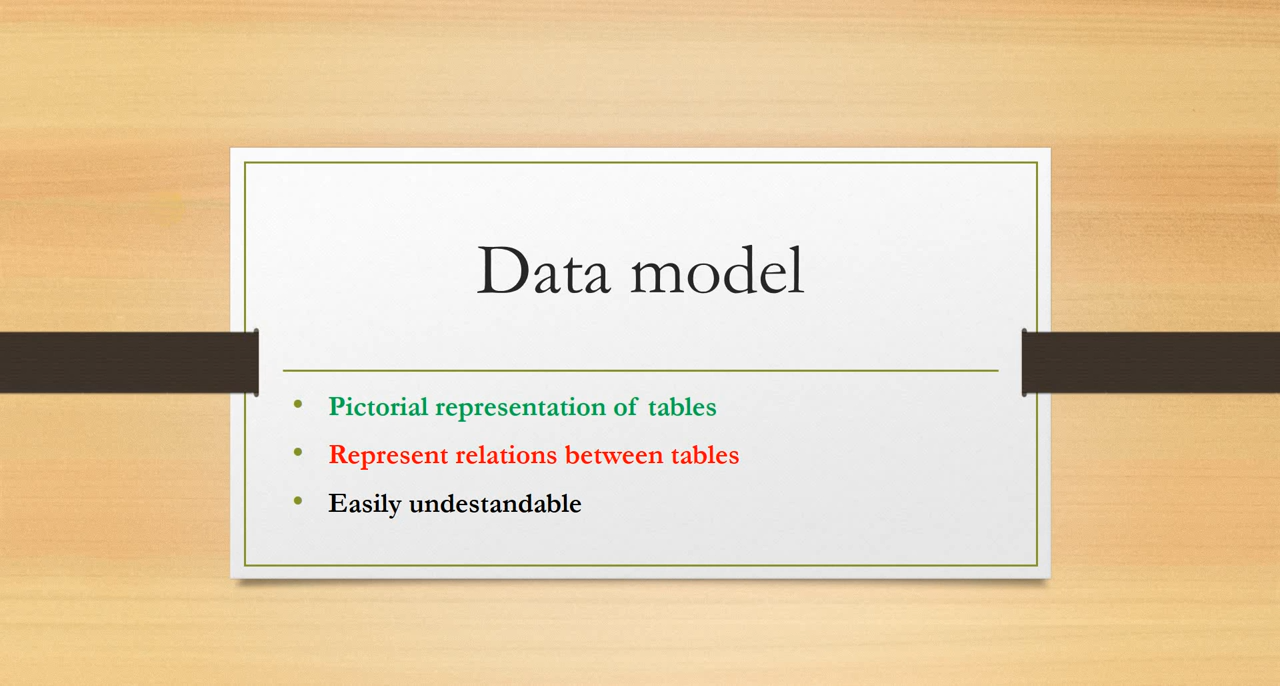 Data model
• Pictorial representation of tables
• Represent relations between tables
• Easily undestandable